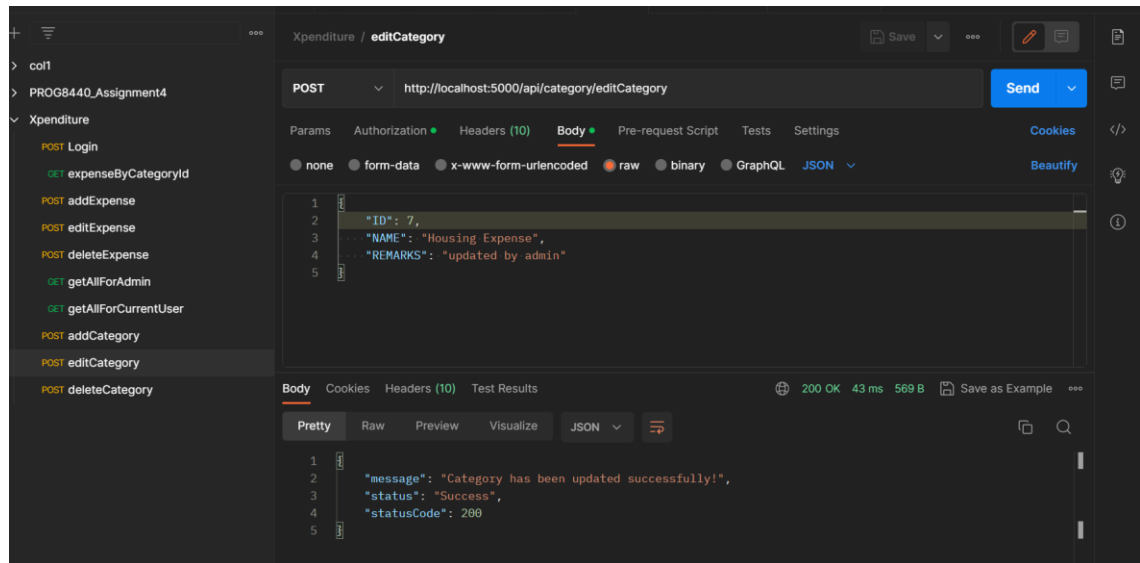 Xpenditure / editCategory
Save
col1
PROG8440_Assignment4
Xpenditure
POST Login
GET expenseByCategoryId
POST addExpense
POST editExpense
POST deleteExpense
GET getAllForAdmin
GET getAllForCurrentUser
POST addCategory
POST editCategory
POST deleteCategory
POST http://localhost:5000/api/category/editCategory Send
Params Authorization Headers (10) Body Pre-request Script Tests Settings Cookies
none form-data x-www-form-urlencoded raw binary GraphQL JSON Beautify
1 {
2 "ID": 7,
3 "NAME": "Housing Expense",
4 "REMARKS": "updated by admin"
5 }
Body Cookies Headers (10) Test Results 200 OK 43 ms 569 B Save as Example
Pretty Raw Preview Visualize JSON
1 {
2 "message": "Category has been updated successfully!",
3 "status": "Success",
4 "statusCode": 200
5 }